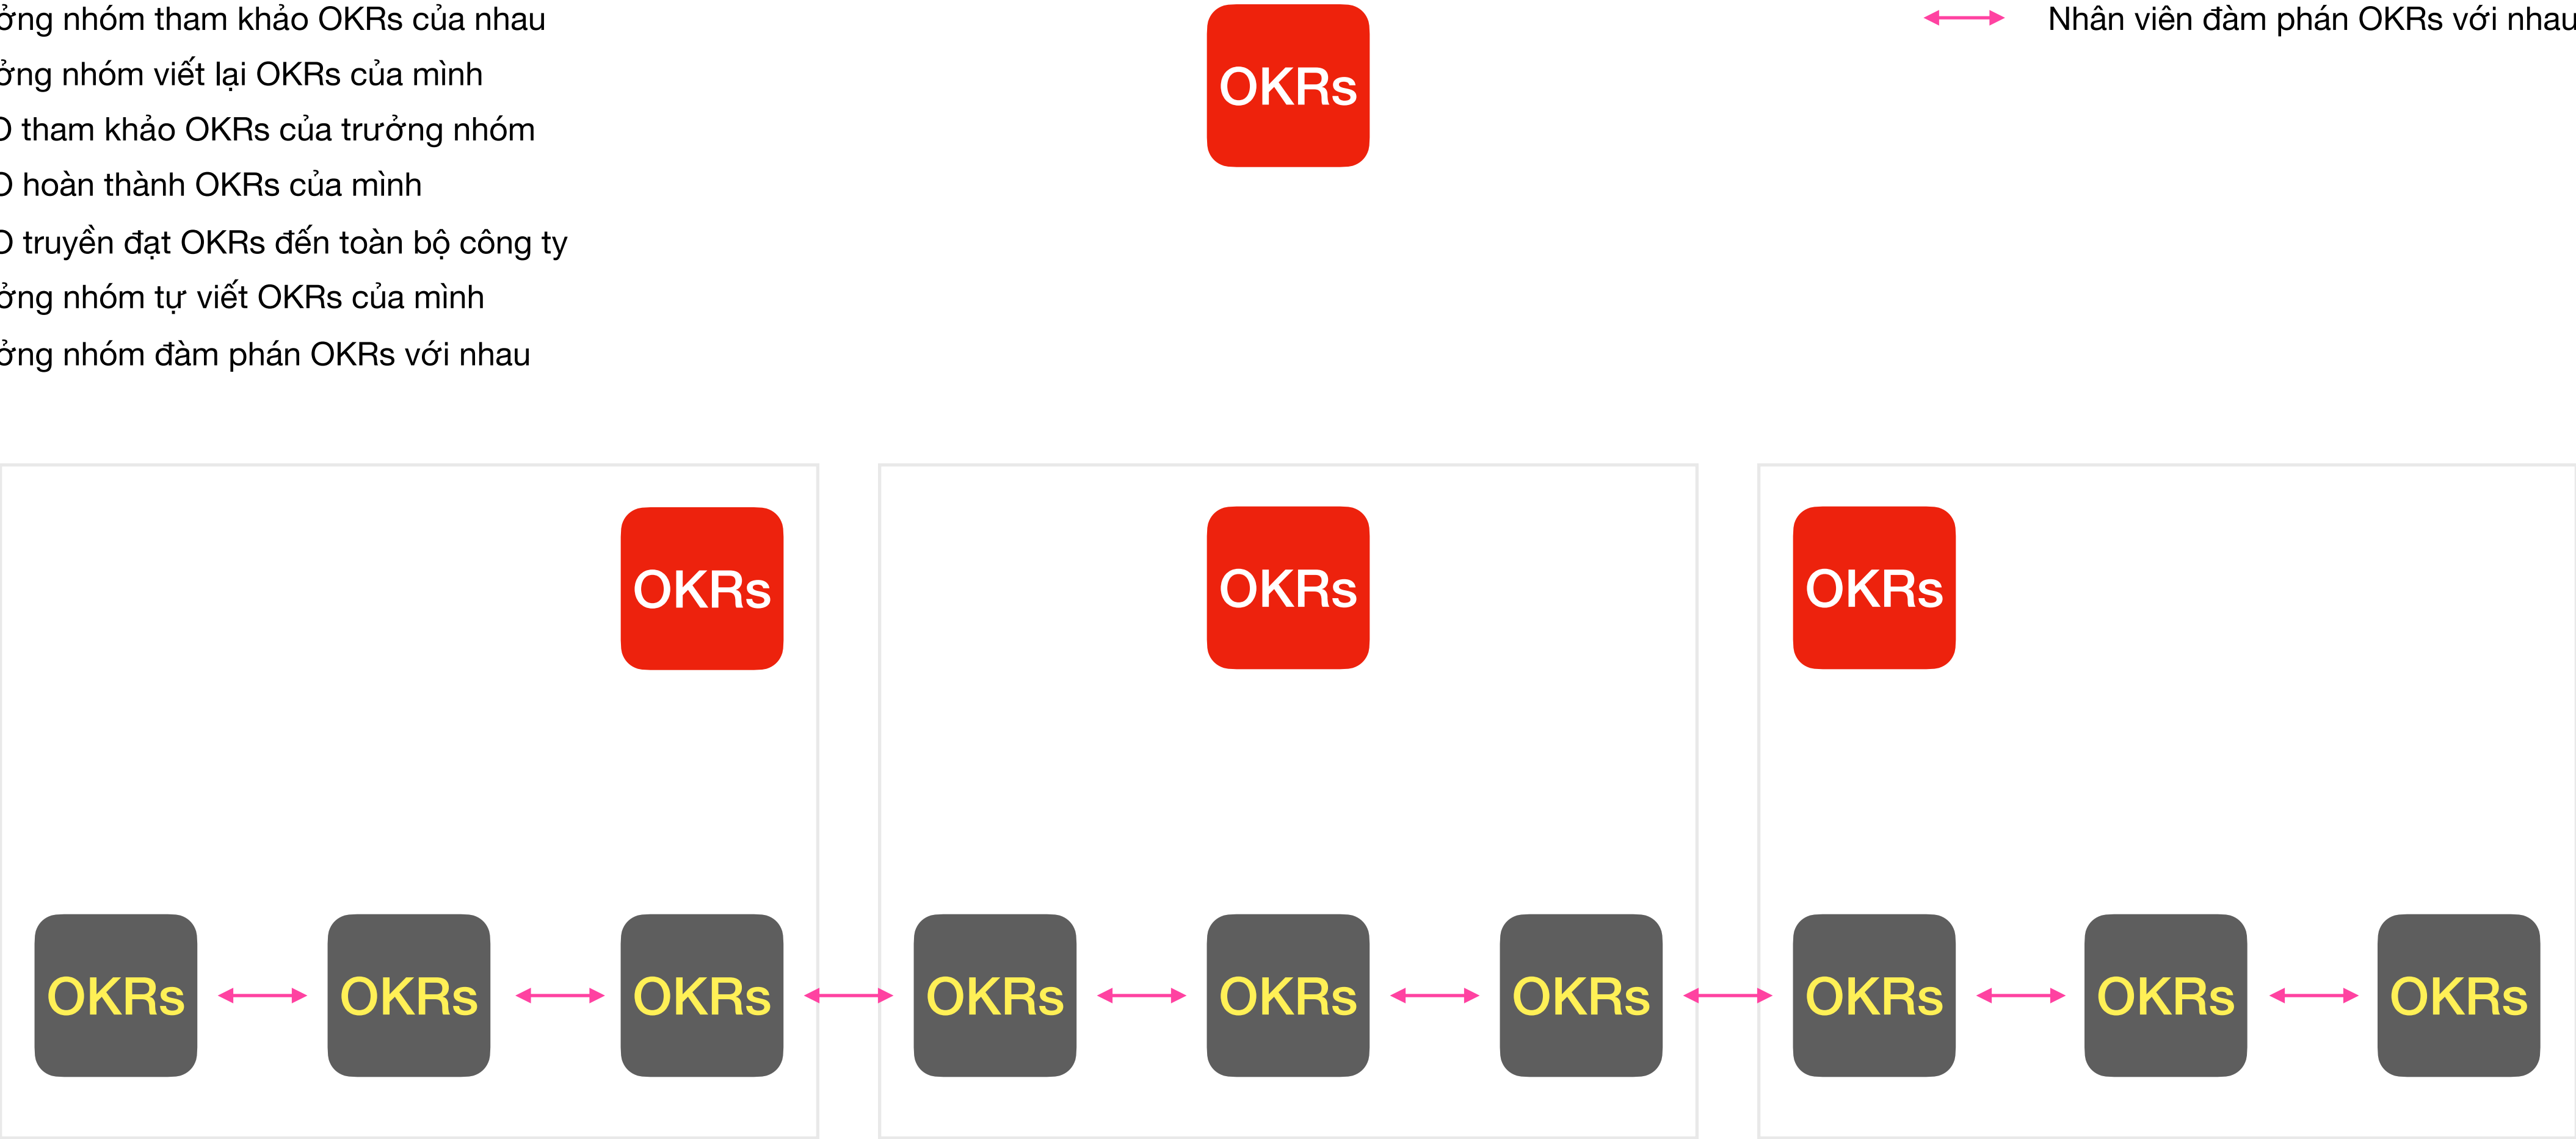 ởng nhóm tham khảo OKRs của nhau
ởng nhóm viết lại OKRs của mình
O tham khảo OKRs của trưởng nhóm
O hoàn thành OKRs của mình
O truyền đạt OKRs đến toàn bộ công ty
ởng nhóm tự viết OKRs của mình
ởng nhóm đàm phán OKRs với nhau
OKRs
Nhân viên đàm phán OKRs với nhau
OKRs
OKRs
OKRs
OKRs
OKRs
OKRs
OKRs
OKRs
OKRs
OKRs
OKRs
OKRs